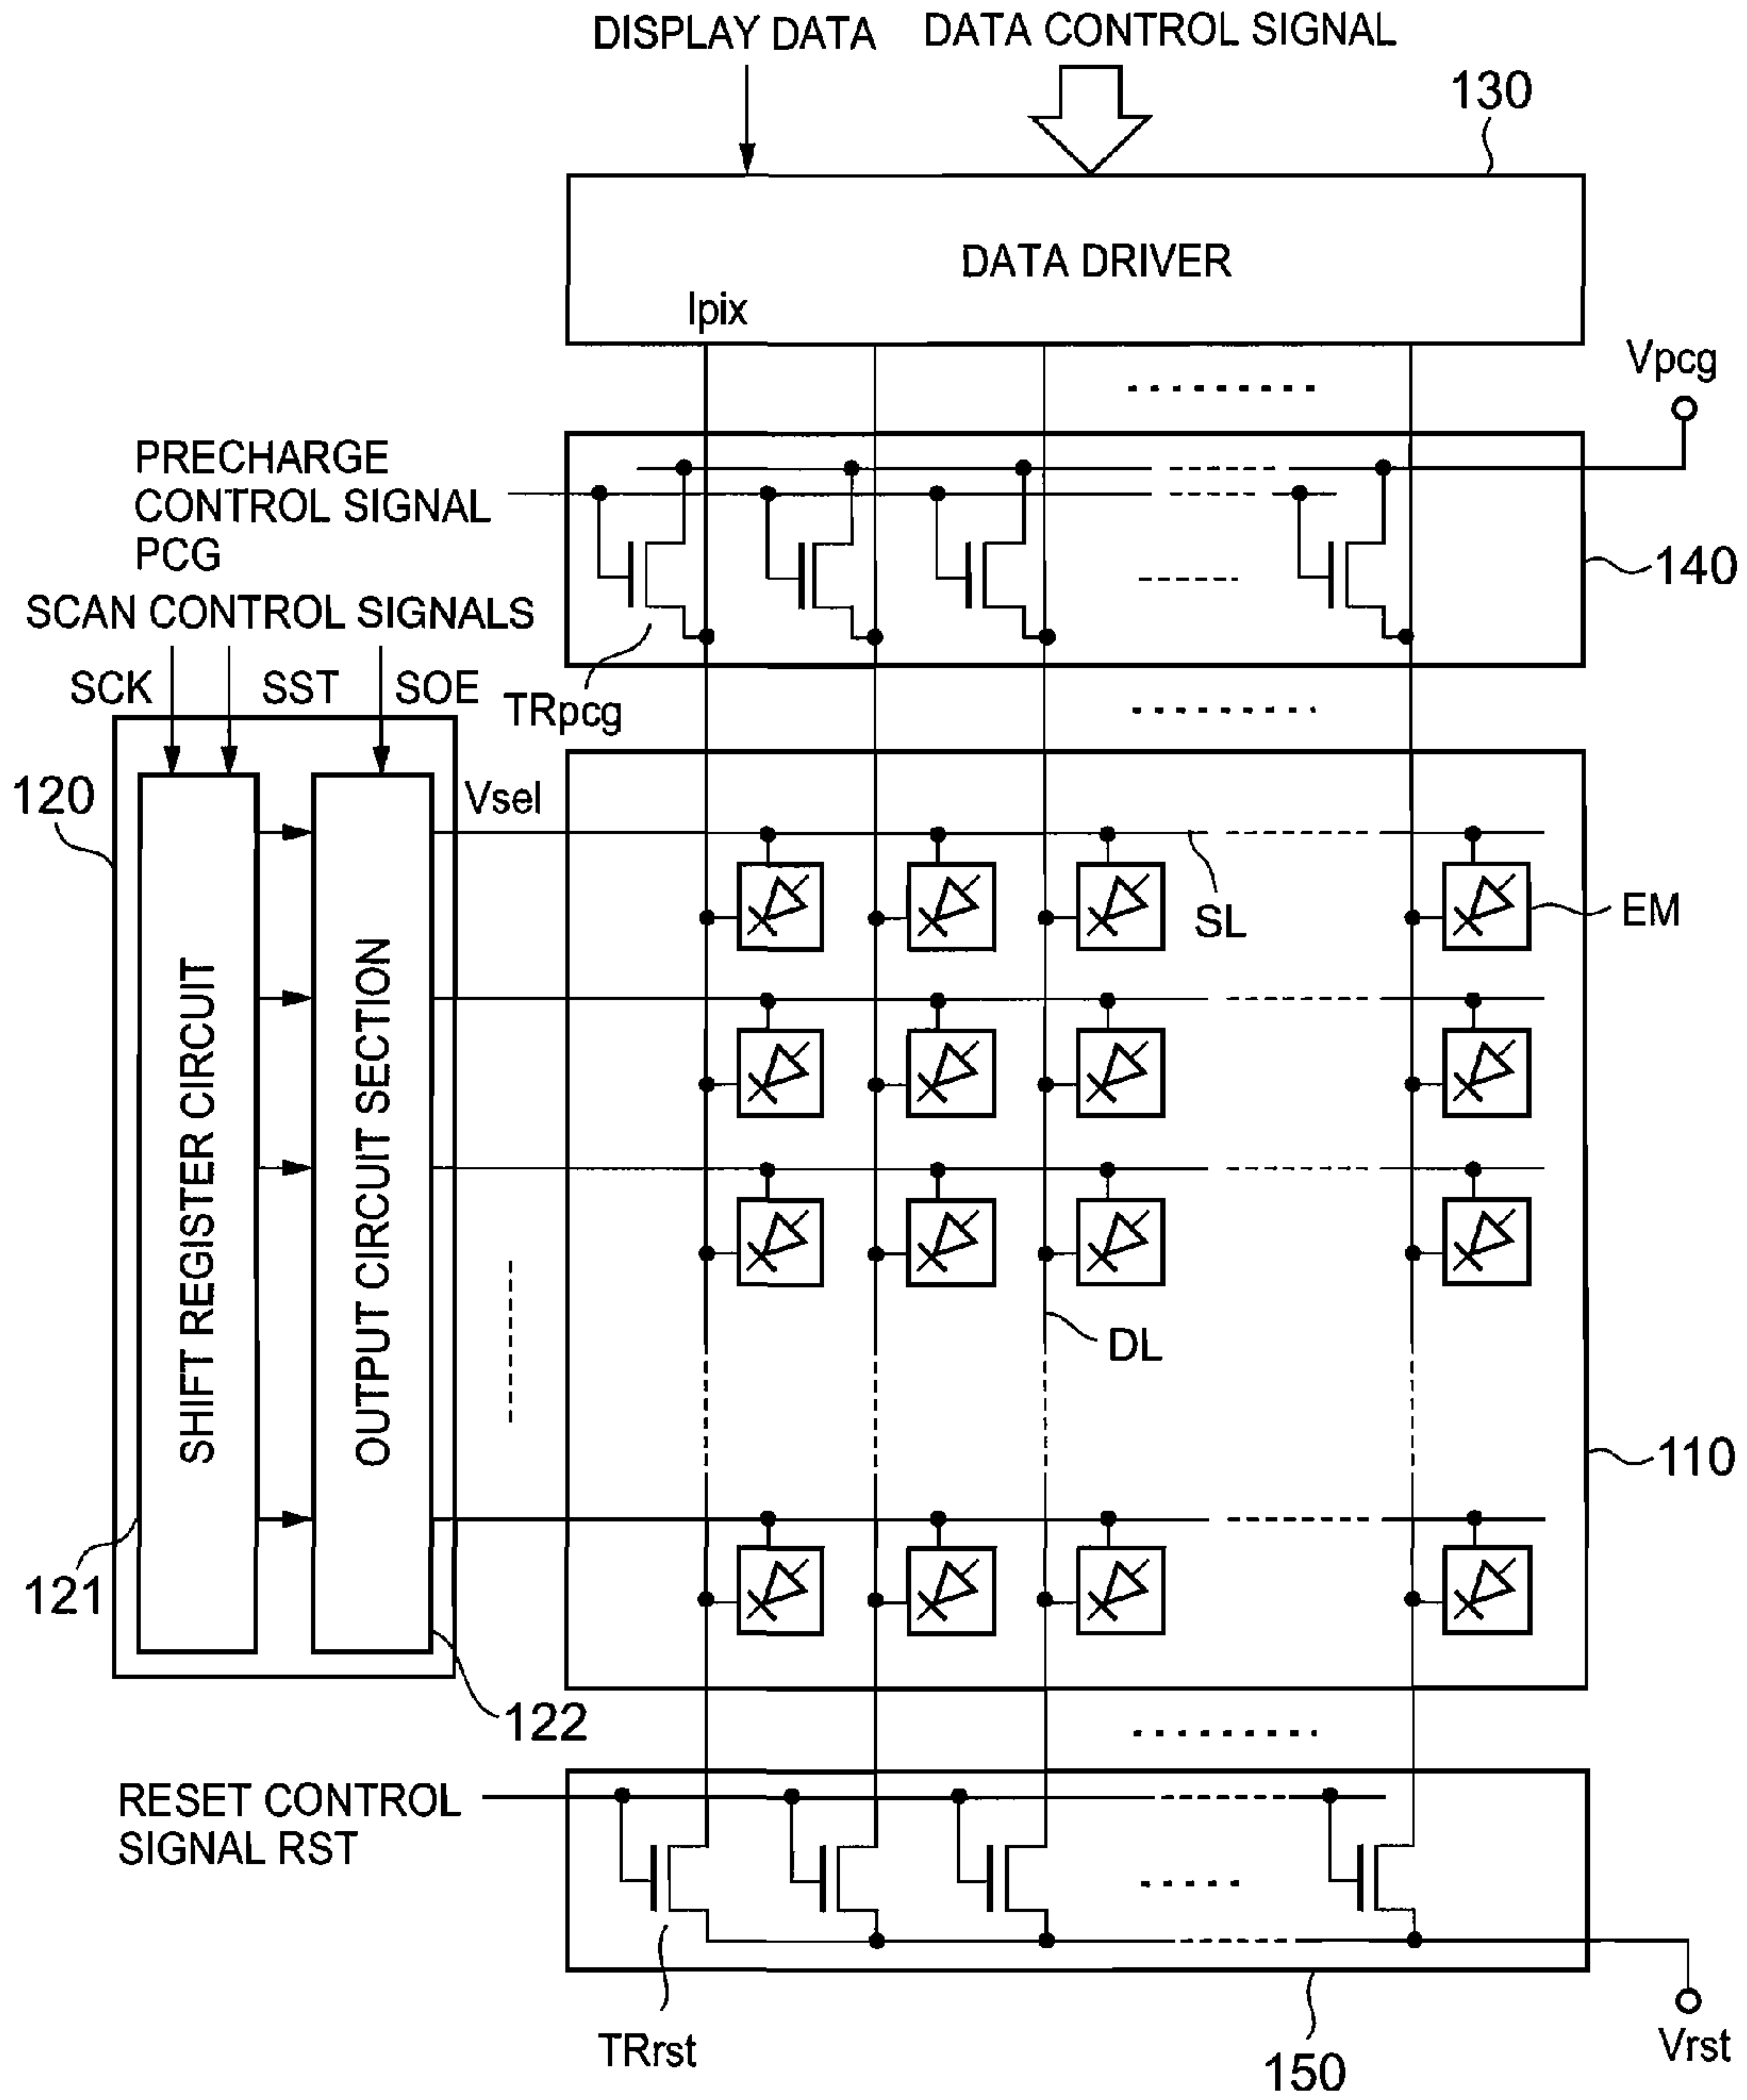 DISPLAY DATA
DATA CONTROL SIGNAL
130
DATA DRIVER
Ipix
Vpcg
PRECHARGE
CONTROL SIGNAL
PCG
140
SCAN CONTROL SIGNALS
SCK
SST
SOE
TRpcg
120
Vsel
SL
EM
SHIFT REGISTER CIRCUIT
OUTPUT CIRCUIT SECTION
DL
110
121
122
RESET CONTROL
SIGNAL RST
TRrst
150
Vrst